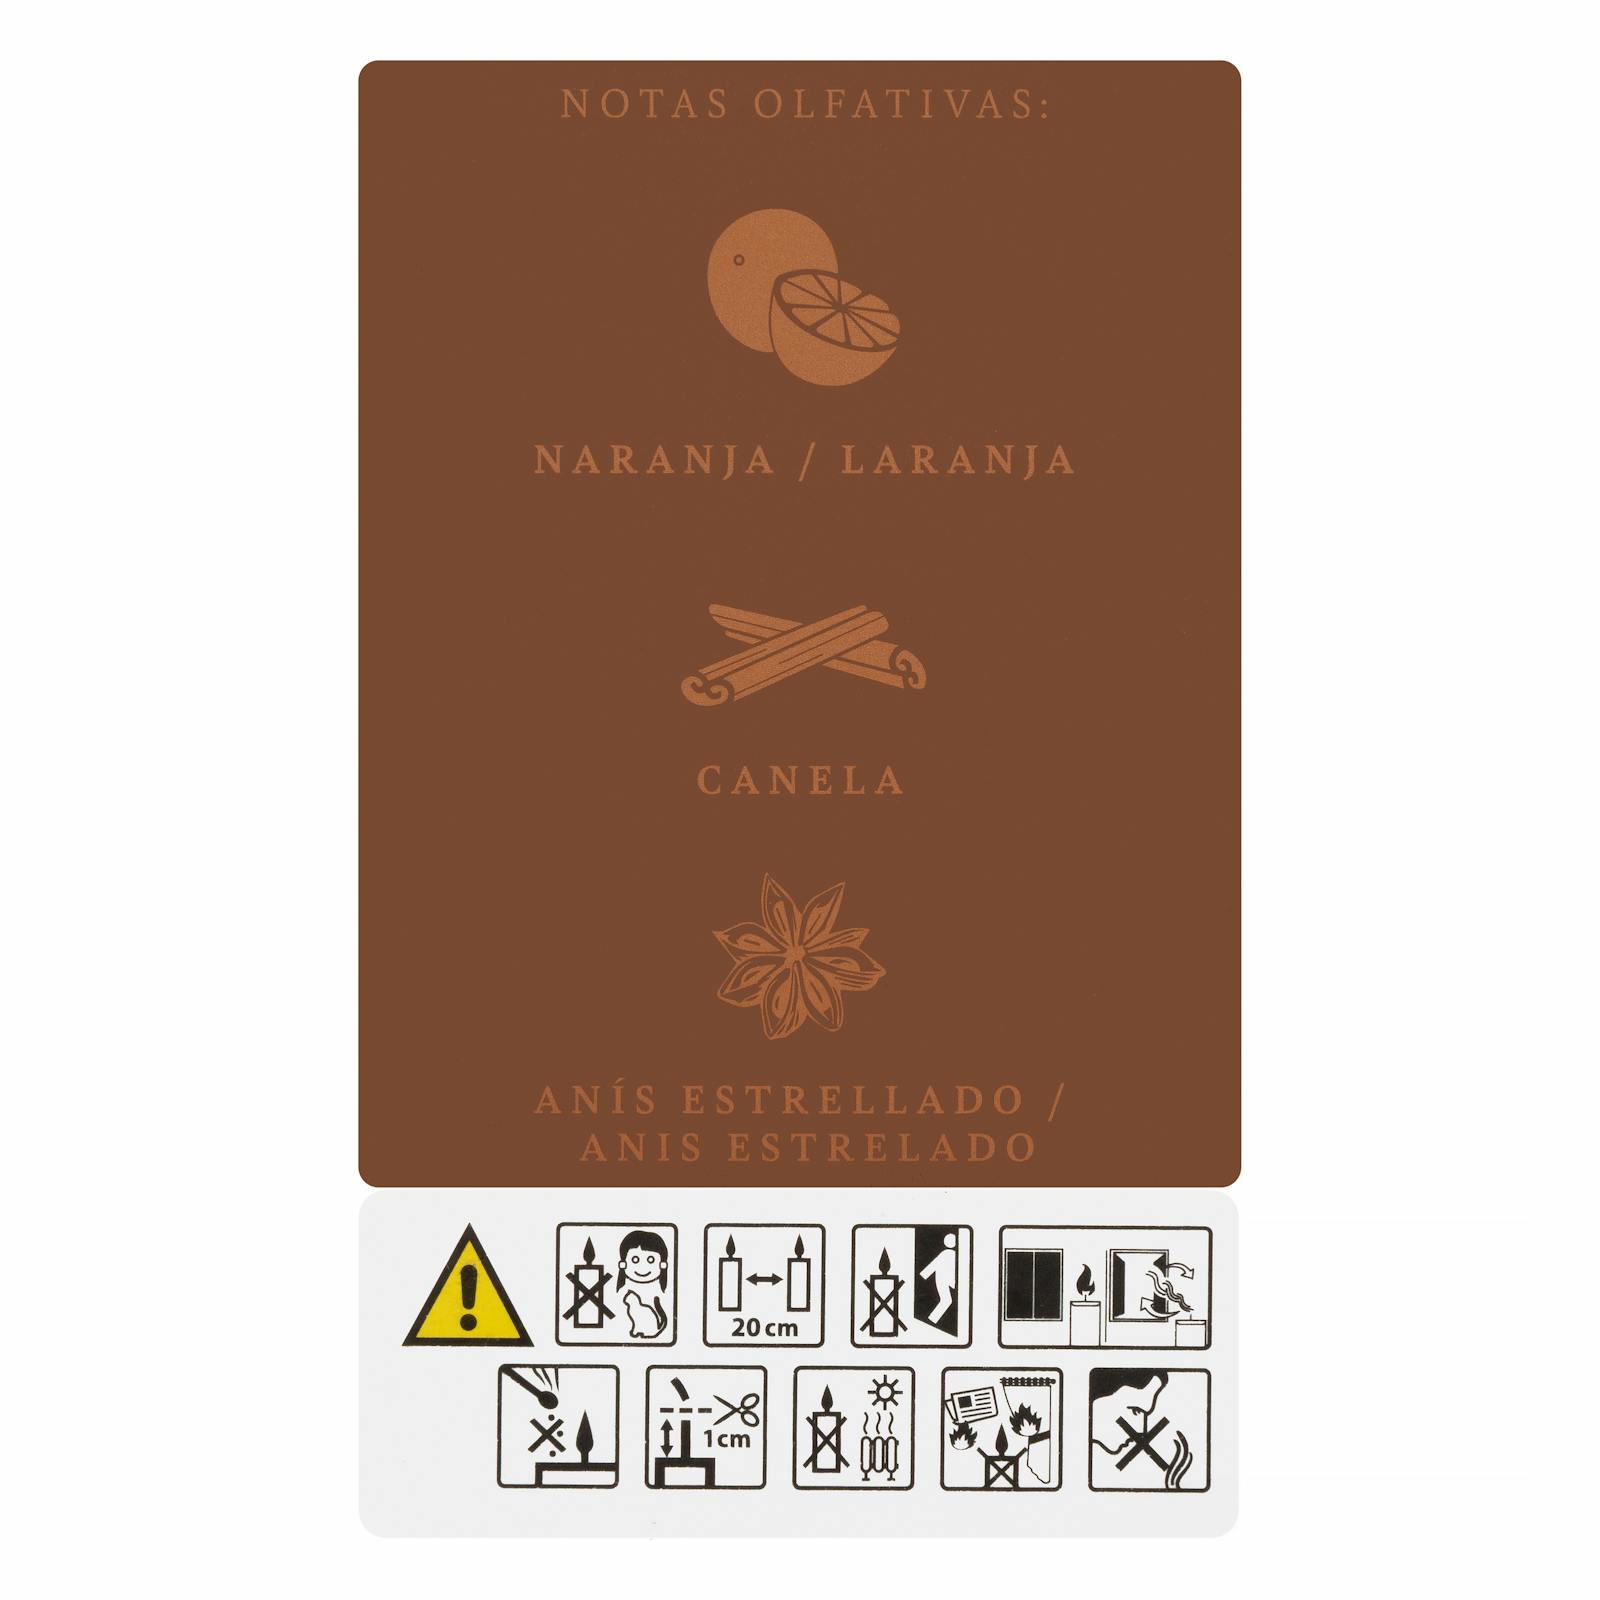 NOTAS OLFATIVAS:
NARANJA / LARANJA
CANELA
ANÍS ESTRELLADO /
ANIS ESTRELADO
20 cm
1cm